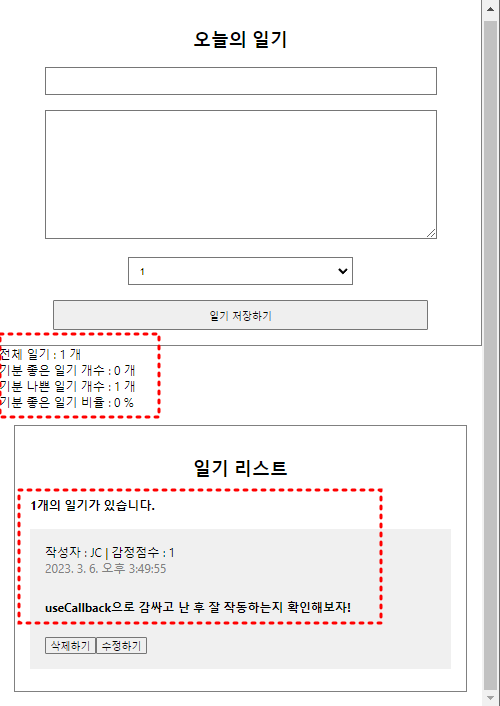 오늘의 일기
1
일기 저장하기
전체 일기 : 1 개
기분 좋은 일기 개수 : 0 개
기분 나쁜 일기 개수 : 1 개
기분 좋은 일기 비율 : 0 %
일기 리스트
1개의 일기가 있습니다.
작성자 : JC | 감정점수 : 1
2023. 3. 6. 오후 3:49:55
useCallback으로 감싸고 난 후 잘 작동하는지 확인해보자!
삭제하기 수정하기